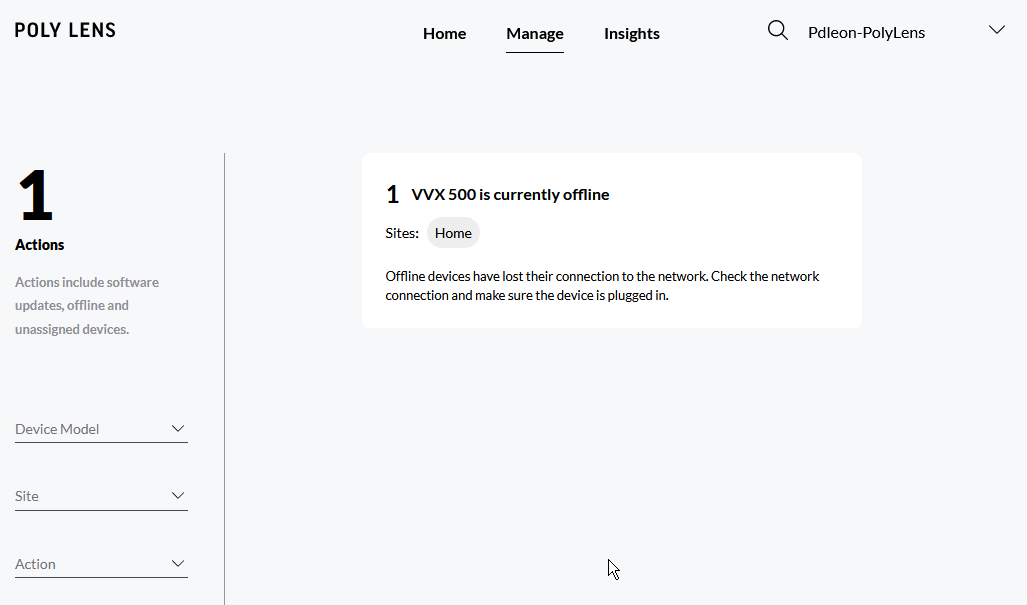 POLY LENS
Home
Manage
Insights
Pdleon-PolyLens
1
Actions
Actions include software
updates, offline and
unassigned devices.
Device Model
Site
Action
1 VVX 500 is currently offline
Sites: Home
Offline devices have lost their connection to the network. Check the network
connection and make sure the device is plugged in.